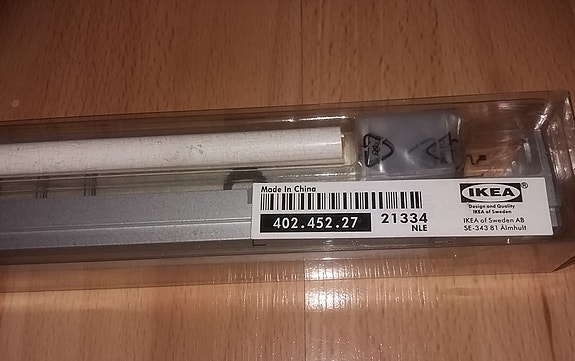 Made in China
402.452.27
21334
NLE
IKEA®
Design and Quality
IKEA of Sweden
IKEA of Sweden AB
SE-343 81 Älmhult